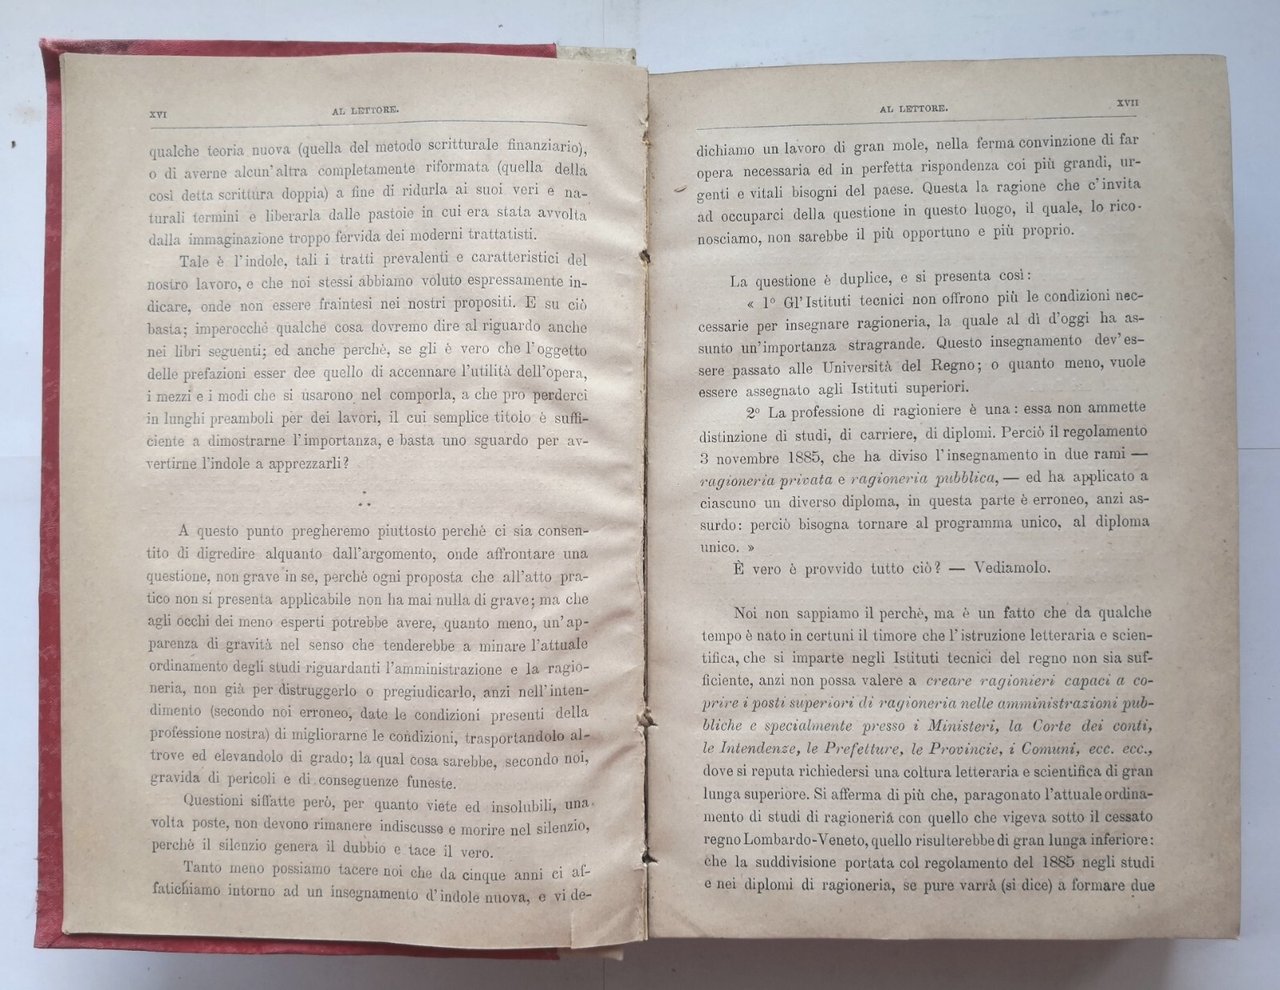 XVI
AL LETTORE.
qualche teoria nuova (quella del metodo scritturale finanziario),
o di averne alcun'altra completamente riformata (quella della
così detta scrittura doppia) a fine di ridurla ai suoi veri e na-
turali termini e liberarla dalle pastoie in cui era stata avvolta
dalla immaginazione troppo fervida dei moderni trattatisti.
Tale è l'indole, tali i tratti prevalenti e caratteristici del
nostro lavoro, e che noi stessi abbiamo voluto espressamente in-
dicare, onde non essere fraintesi nei nostri propositi. E su ciò
basta; imperocché qualche cosa dovremo dire al riguardo anche
nei libri seguenti; ed anche perchè, se gli è vero che l'oggetto
delle prefazioni esser dee quello di accennare l'utilità dell'opera,
i mezzi e i modi che si usarono nel comporla, a che pro perderci
in lunghi preamboli per dei lavori, il cui semplice titolo è suffi-
ciente a dimostrarne l'importanza, e basta uno sguardo per av-
vertirne l'indole a apprezzarli?
A questo punto pregheremo piuttosto perchè ci sia consen-
tito di digredire alquanto dall'argomento, onde affrontare una
questione, non grave in se, perchè ogni proposta che all'atto pra-
tico non si presenta applicabile non ha mai nulla di grave; ma che
agli occhi dei meno esperti potrebbe avere, quanto meno, un'ap-
parenza di gravità nel senso che tenderebbe a minare l'attuale
ordinamento degli studi riguardanti l'amministrazione e la ragio-
neria, non già per distruggerlo o pregiudicarlo, anzi nell'inten-
dimento (secondo noi erroneo, date le condizioni presenti della
professione nostra) di migliorarne le condizioni, trasportandolo al-
trove ed elevandolo di grado; la qual cosa sarebbe, secondo noi,
gravida di pericoli e di conseguenze funeste.
Questioni siffatte però, per quanto viete ed insolubili, una
volta poste, non devono rimanere indiscusse e morire nel silenzio,
perchè il silenzio genera il dubbio e tace il vero.
Tanto meno possiamo tacere noi che da cinque anni ci af-
fatichiamo intorno ad un insegnamento d'indole nuova, e vi de-
AL LETTORE.
XVII
dichiamo un lavoro di gran mole, nella ferma convinzione di far
opera necessaria ed in perfetta rispondenza coi più grandi, ur-
genti e vitali bisogni del paese. Questa la ragione che c'invita
ad occuparci della questione in questo luogo, il quale, lo rico-
nosciamo, non sarebbe il più opportuno e più proprio.
La questione è duplice, e si presenta così:
« 1° Gl'Istituti tecnici non offrono più le condizioni nec-
cessarie per insegnare ragioneria, la quale al dì d'oggi ha as-
sunto un'importanza stragrande. Questo insegnamento dev'es-
sere passato alle Università del Regno; o quanto meno, vuole
essere assegnato agli Istituti superiori.
2° La professione di ragioniere è una: essa non ammette
distinzione di studi, di carriere, di diplomi. Perciò il regolamento
3 novembre 1885, che ha diviso l'insegnamento in due rami —
ragioneria privata e ragioneria pubblica, — ed ha applicato a
ciascuno un diverso diploma, in questa parte è erroneo, anzi as-
surdo: perciò bisogna tornare al programma unico, al diploma
unico. »
È vero è provvido tutto ciò? — Vediamolo.
Noi non sappiamo il perchè, ma è un fatto che da qualche
tempo è nato in certuni il timore che l'istruzione letteraria e scien-
tifica, che si imparte negli Istituti tecnici del regno non sia suf-
ficiente, anzi non possa valere a creare ragionieri capaci a co-
prire i posti superiori di ragioneria nelle amministrazioni pub-
bliche e specialmente presso i Ministeri, la Corte dei conti,
le Intendenze, le Prefetture, le Provincie, i Comuni, ecc. ecc.,
dove si reputa richiedersi una coltura letteraria e scientifica di gran
lunga superiore. Si afferma di più che, paragonato l'attuale ordina-
mento di studi di ragioneriá con quello che vigeva sotto il cessato
regno Lombardo-Veneto, quello risulterebbe di gran lunga inferiore:
che la suddivisione portata col regolamento del 1885 negli studi
e nei diplomi di ragioneria, se pure varrà (si dice) a formare due